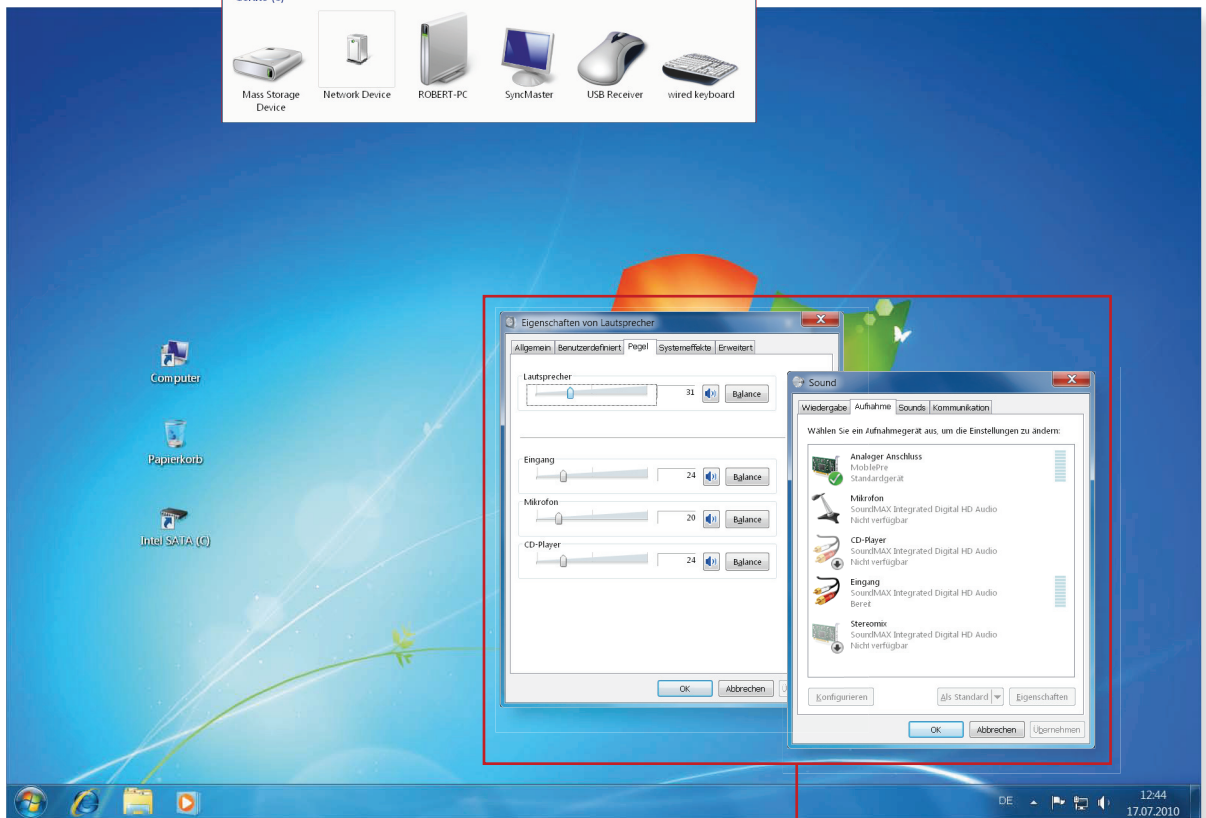 Mass Storage
Device
Network Device
ROBERT-PC
SyncMaster
USB Receiver
wired keyboard
Computer
Papierkorb
Intel SATA (C)
Eigenschaften von Lautsprecher
Allgemein Benutzerdefiniert Pegel Systemeffekte Erweitert
Lautsprecher
31 Balance
Eingang
24 Balance
Mikrofon
20 Balance
CD-Player
24 Balance
OK Abbrechen
Sound
Wiedergabe Aufnahme Sounds Kommunikation
Wählen Sie ein Aufnahmegerät aus, um die Einstellungen zu ändern:
Analoger Anschluss
MobilePre
Standardgerät
Mikrofon
SoundMAX Integrated Digital HD Audio
Nicht verfügbar
CD-Player
SoundMAX Integrated Digital HD Audio
Nicht verfügbar
Eingang
SoundMAX Integrated Digital HD Audio
Bereit
Stereomix
SoundMAX Integrated Digital HD Audio
Nicht verfügbar
Konfigurieren Als Standard Eigenschaften
OK Abbrechen Übernehmen
DE
12:44
17.07.2010